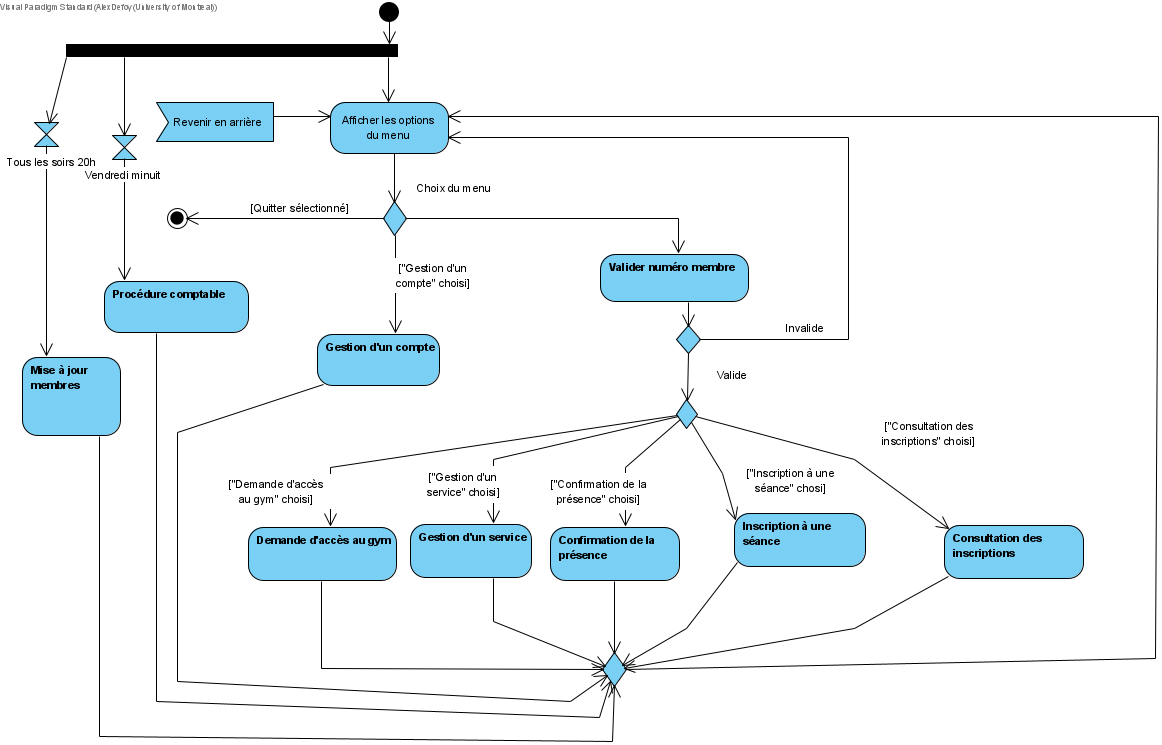 Visual Paradigm Standard (Alex Defoy (University of Montreal))
Revenir en arrière
Afficher les options
du menu
Tous les soirs 20h
Vendredi minuit
Choix du menu
[Quitter sélectionné]
["Gestion d'un
compte" choisi]
Valider numéro membre
Procédure comptable
Invalide
Gestion d'un compte
Mise à jour
membres
Valide
["Consultation des
inscriptions" choisi]
["Demande d'accès
au gym" choisi]
["Gestion d'un
service" choisi]
["Confirmation de la
présence" choisi]
["Inscription à une
séance" chosi]
Demande d'accès au gym
Gestion d'un service
Confirmation de la
présence
Inscription à une
séance
Consultation des
inscriptions